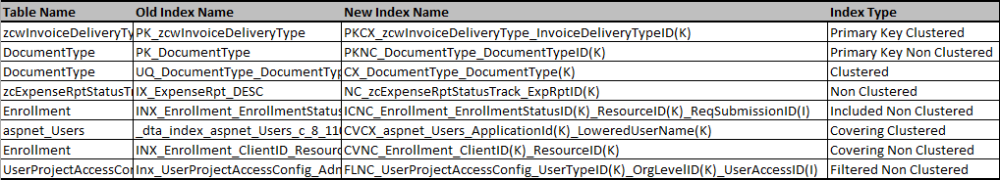 Table Name Old Index Name New Index Name Index Type
zcwInvoiceDeliveryTy PK_zcwInvoiceDeliveryType PKCX_zcwInvoiceDeliveryType_InvoiceDeliveryTypeID(K) Primary Key Clustered
DocumentType PK_DocumentType PKNC_DocumentType_DocumentTypeID(K) Primary Key Non Clustered
DocumentType UQ_DocumentType_DocumentTyp CX_DocumentType_DocumentType(K) Clustered
zcExpenseRptStatusTr IX_ExpenseRpt_DESC NC_zcExpenseRptStatusTrack_ExpRptID(K) Non Clustered
Enrollment INX_Enrollment_EnrollmentStatus ICNC_Enrollment_EnrollmentStatusID(K)_ResourceID(K)_ReqSubmissionID(I) Included Non Clustered
aspnet_Users _dta_index_aspnet_Users_c_8_110 CVCX_aspnet_Users_ApplicationId(K)_LoweredUserName(K) Covering Clustered
Enrollment INX_Enrollment_ClientID_Resourc CVNC_Enrollment_ClientID(K)_ResourceID(K) Covering Non Clustered
UserProjectAccessCon Inx_UserProjectAccessConfig_Adm FLNC_UserProjectAccessConfig_UserTypeID(K)_OrgLevelID(K)_UserAccessID(I) Filtered Non Clustered